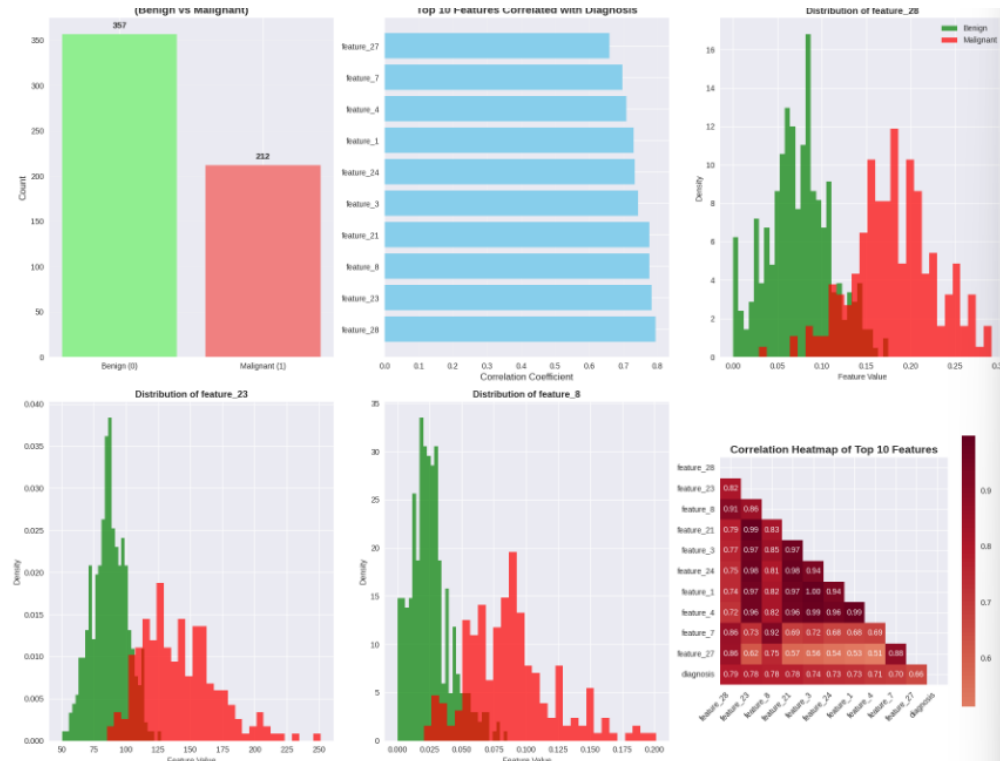 (Benign vs Malignant)
357
212
350
300
250
200
150
100
50
0
Count
Benign (0)
Malignant (1)
Top 10 Features Correlated with Diagnosis
feature_27
feature_7
feature_4
feature_1
feature_24
feature_3
feature_21
feature_8
feature_23
feature_28
0.0 0.1 0.2 0.3 0.4 0.5 0.6 0.7 0.8
Correlation Coefficient
Distribution of feature_28
Benign
Malignant
16
14
12
10
8
6
4
2
0
Density
0.00 0.05 0.10 0.15 0.20 0.25
Feature Value
Distribution of feature_23
0.040
0.035
0.030
0.025
0.020
0.015
0.010
0.005
0.000
Density
50 75 100 125 150 175 200 225 250
Feature Value
Distribution of feature_8
35
30
25
20
15
10
5
0
Density
0.000 0.025 0.050 0.075 0.100 0.125 0.150 0.175 0.200
Feature Value
Correlation Heatmap of Top 10 Features
feature_28
feature_23 0.82
feature_8 0.91 0.86
feature_21 0.79 0.99 0.83
feature_3 0.77 0.97 0.85 0.97
feature_24 0.75 0.98 0.81 0.98 0.94
feature_1 0.74 0.97 0.82 0.97 1.00 0.94
feature_4 0.72 0.96 0.82 0.96 0.99 0.96 0.99
feature_7 0.86 0.73 0.92 0.69 0.72 0.68 0.68 0.69
feature_27 0.86 0.62 0.75 0.57 0.56 0.54 0.53 0.51 0.88
diagnosis 0.79 0.78 0.78 0.78 0.74 0.73 0.73 0.71 0.70 0.66
feature_28 feature_23 feature_8 feature_21 feature_3 feature_24 feature_1 feature_4 feature_7 feature_27 diagnosis
0.9
0.8
0.7
0.6